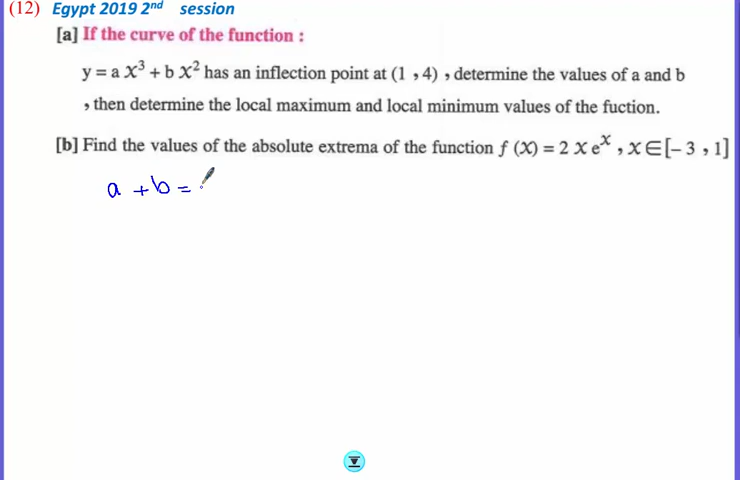 (12) Egypt 2019 2nd session
[a] If the curve of the function :
y = a x³ + b x² has an inflection point at (1 , 4) , determine the values of a and b
, then determine the local maximum and local minimum values of the fuction.
[b] Find the values of the absolute extrema of the function f (x) = 2 x eˣ , x ∈ [– 3 , 1]
a + b =